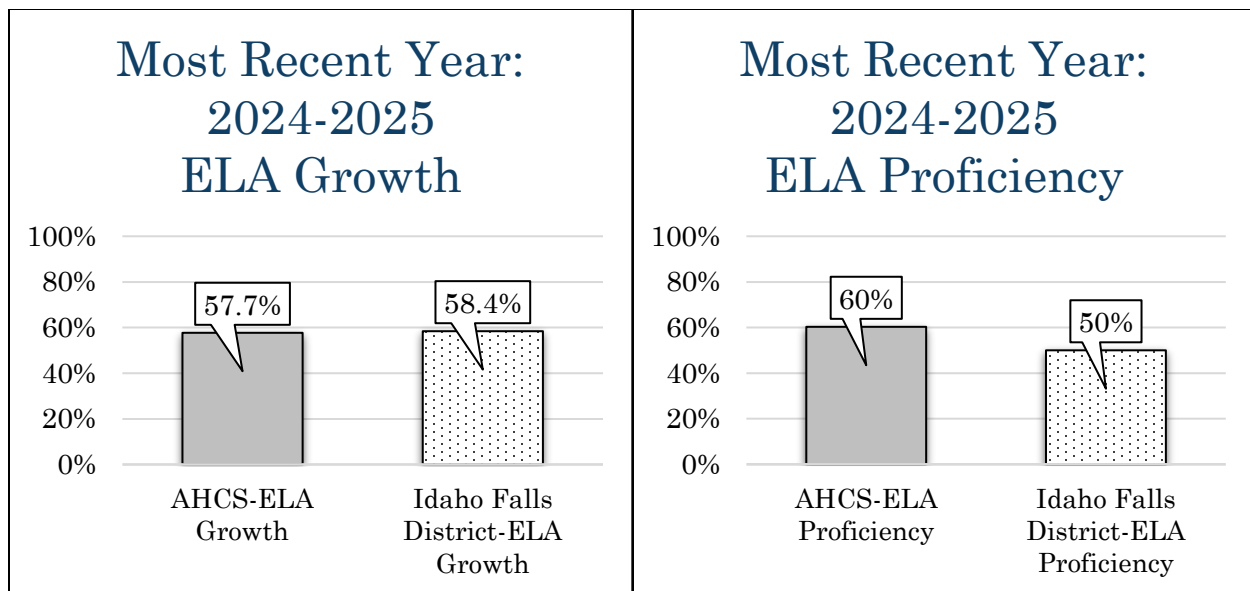 Most Recent Year:
2024-2025
ELA Growth
100%
80%
60%
40%
20%
0%
57.7%
58.4%
AHCS-ELA
Growth
Idaho Falls
District-ELA
Growth
Most Recent Year:
2024-2025
ELA Proficiency
100%
80%
60%
40%
20%
0%
60%
50%
AHCS-ELA
Proficiency
Idaho Falls
District-ELA
Proficiency